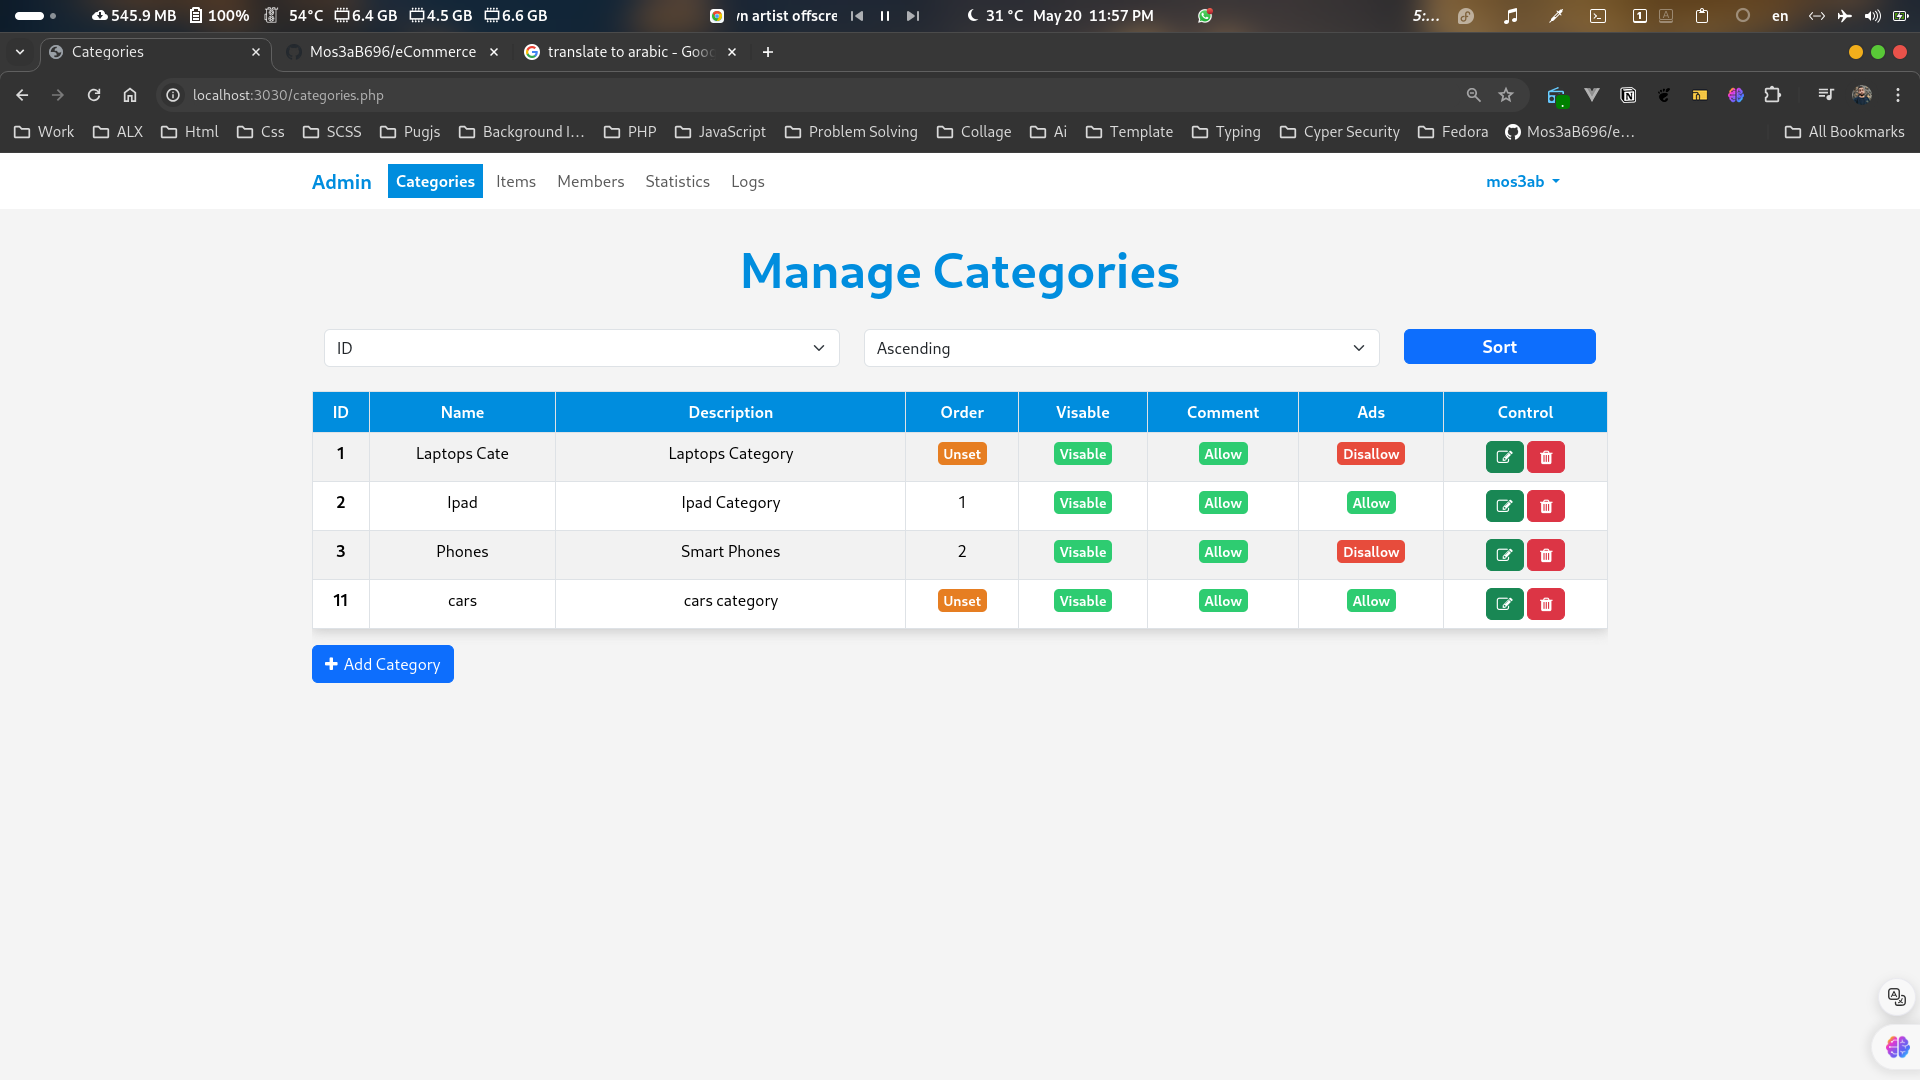 545.9 MB 100% 54°C 6.4 GB 4.5 GB 6.6 GB artist offscre 31 °C May 20 11:57 PM 5:... 1 A en
Categories Mos3aB696/eCommerce translate to arabic - Goo
localhost:3030/categories.php
Work ALX Html Css SCSS Pugjs Background I... PHP JavaScript Problem Solving Collage Ai Template Typing Cyper Security Fedora Mos3aB696/e... All Bookmarks
Admin Categories Items Members Statistics Logs mos3ab
Manage Categories
ID Ascending Sort
ID Name Description Order Visable Comment Ads Control
1 Laptops Cate Laptops Category Unset Visable Allow Disallow
2 Ipad Ipad Category 1 Visable Allow Allow
3 Phones Smart Phones 2 Visable Allow Disallow
11 cars cars category Unset Visable Allow Allow
Add Category